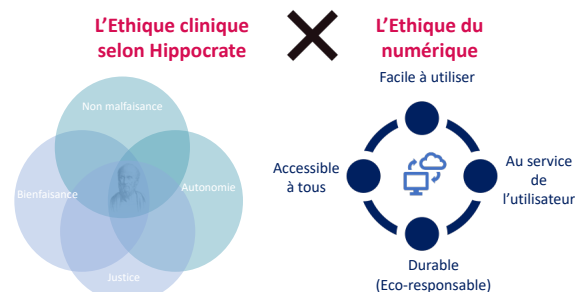 L'Ethique clinique
selon Hippocrate
L'Ethique du
numérique
Non malfaisance
Bienfaisance
Autonomie
Justice
Facile à utiliser
Accessible
à tous
Au service
de
l'utilisateur
Durable
(Eco-responsable)